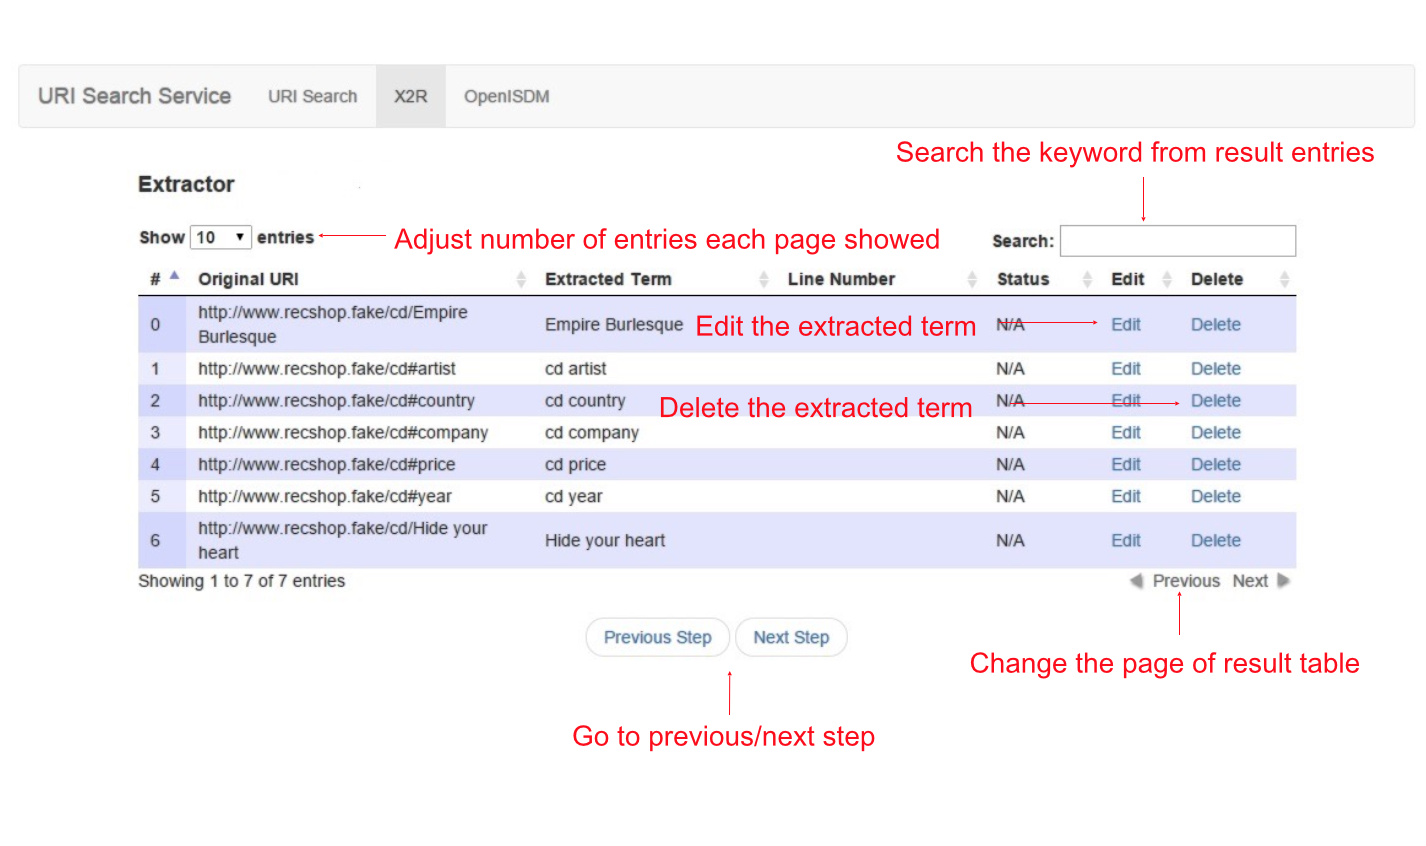 URI Search Service URI Search X2R OpenISDM
Search the keyword from result entries
Extractor
Show 10 entries Adjust number of entries each page showed Search:
# Original URI Extracted Term Line Number Status Edit Delete
0 http://www.recshop.fake/cd/Empire Burlesque Empire Burlesque Edit the extracted term N/A Edit Delete
1 http://www.recshop.fake/cd#artist cd artist N/A Edit Delete
2 http://www.recshop.fake/cd#country cd country Delete the extracted term N/A Edit Delete
3 http://www.recshop.fake/cd#company cd company N/A Edit Delete
4 http://www.recshop.fake/cd#price cd price N/A Edit Delete
5 http://www.recshop.fake/cd#year cd year N/A Edit Delete
6 http://www.recshop.fake/cd/Hide your heart Hide your heart N/A Edit Delete
Showing 1 to 7 of 7 entries Previous Next
Previous Step Next Step
Change the page of result table
Go to previous/next step